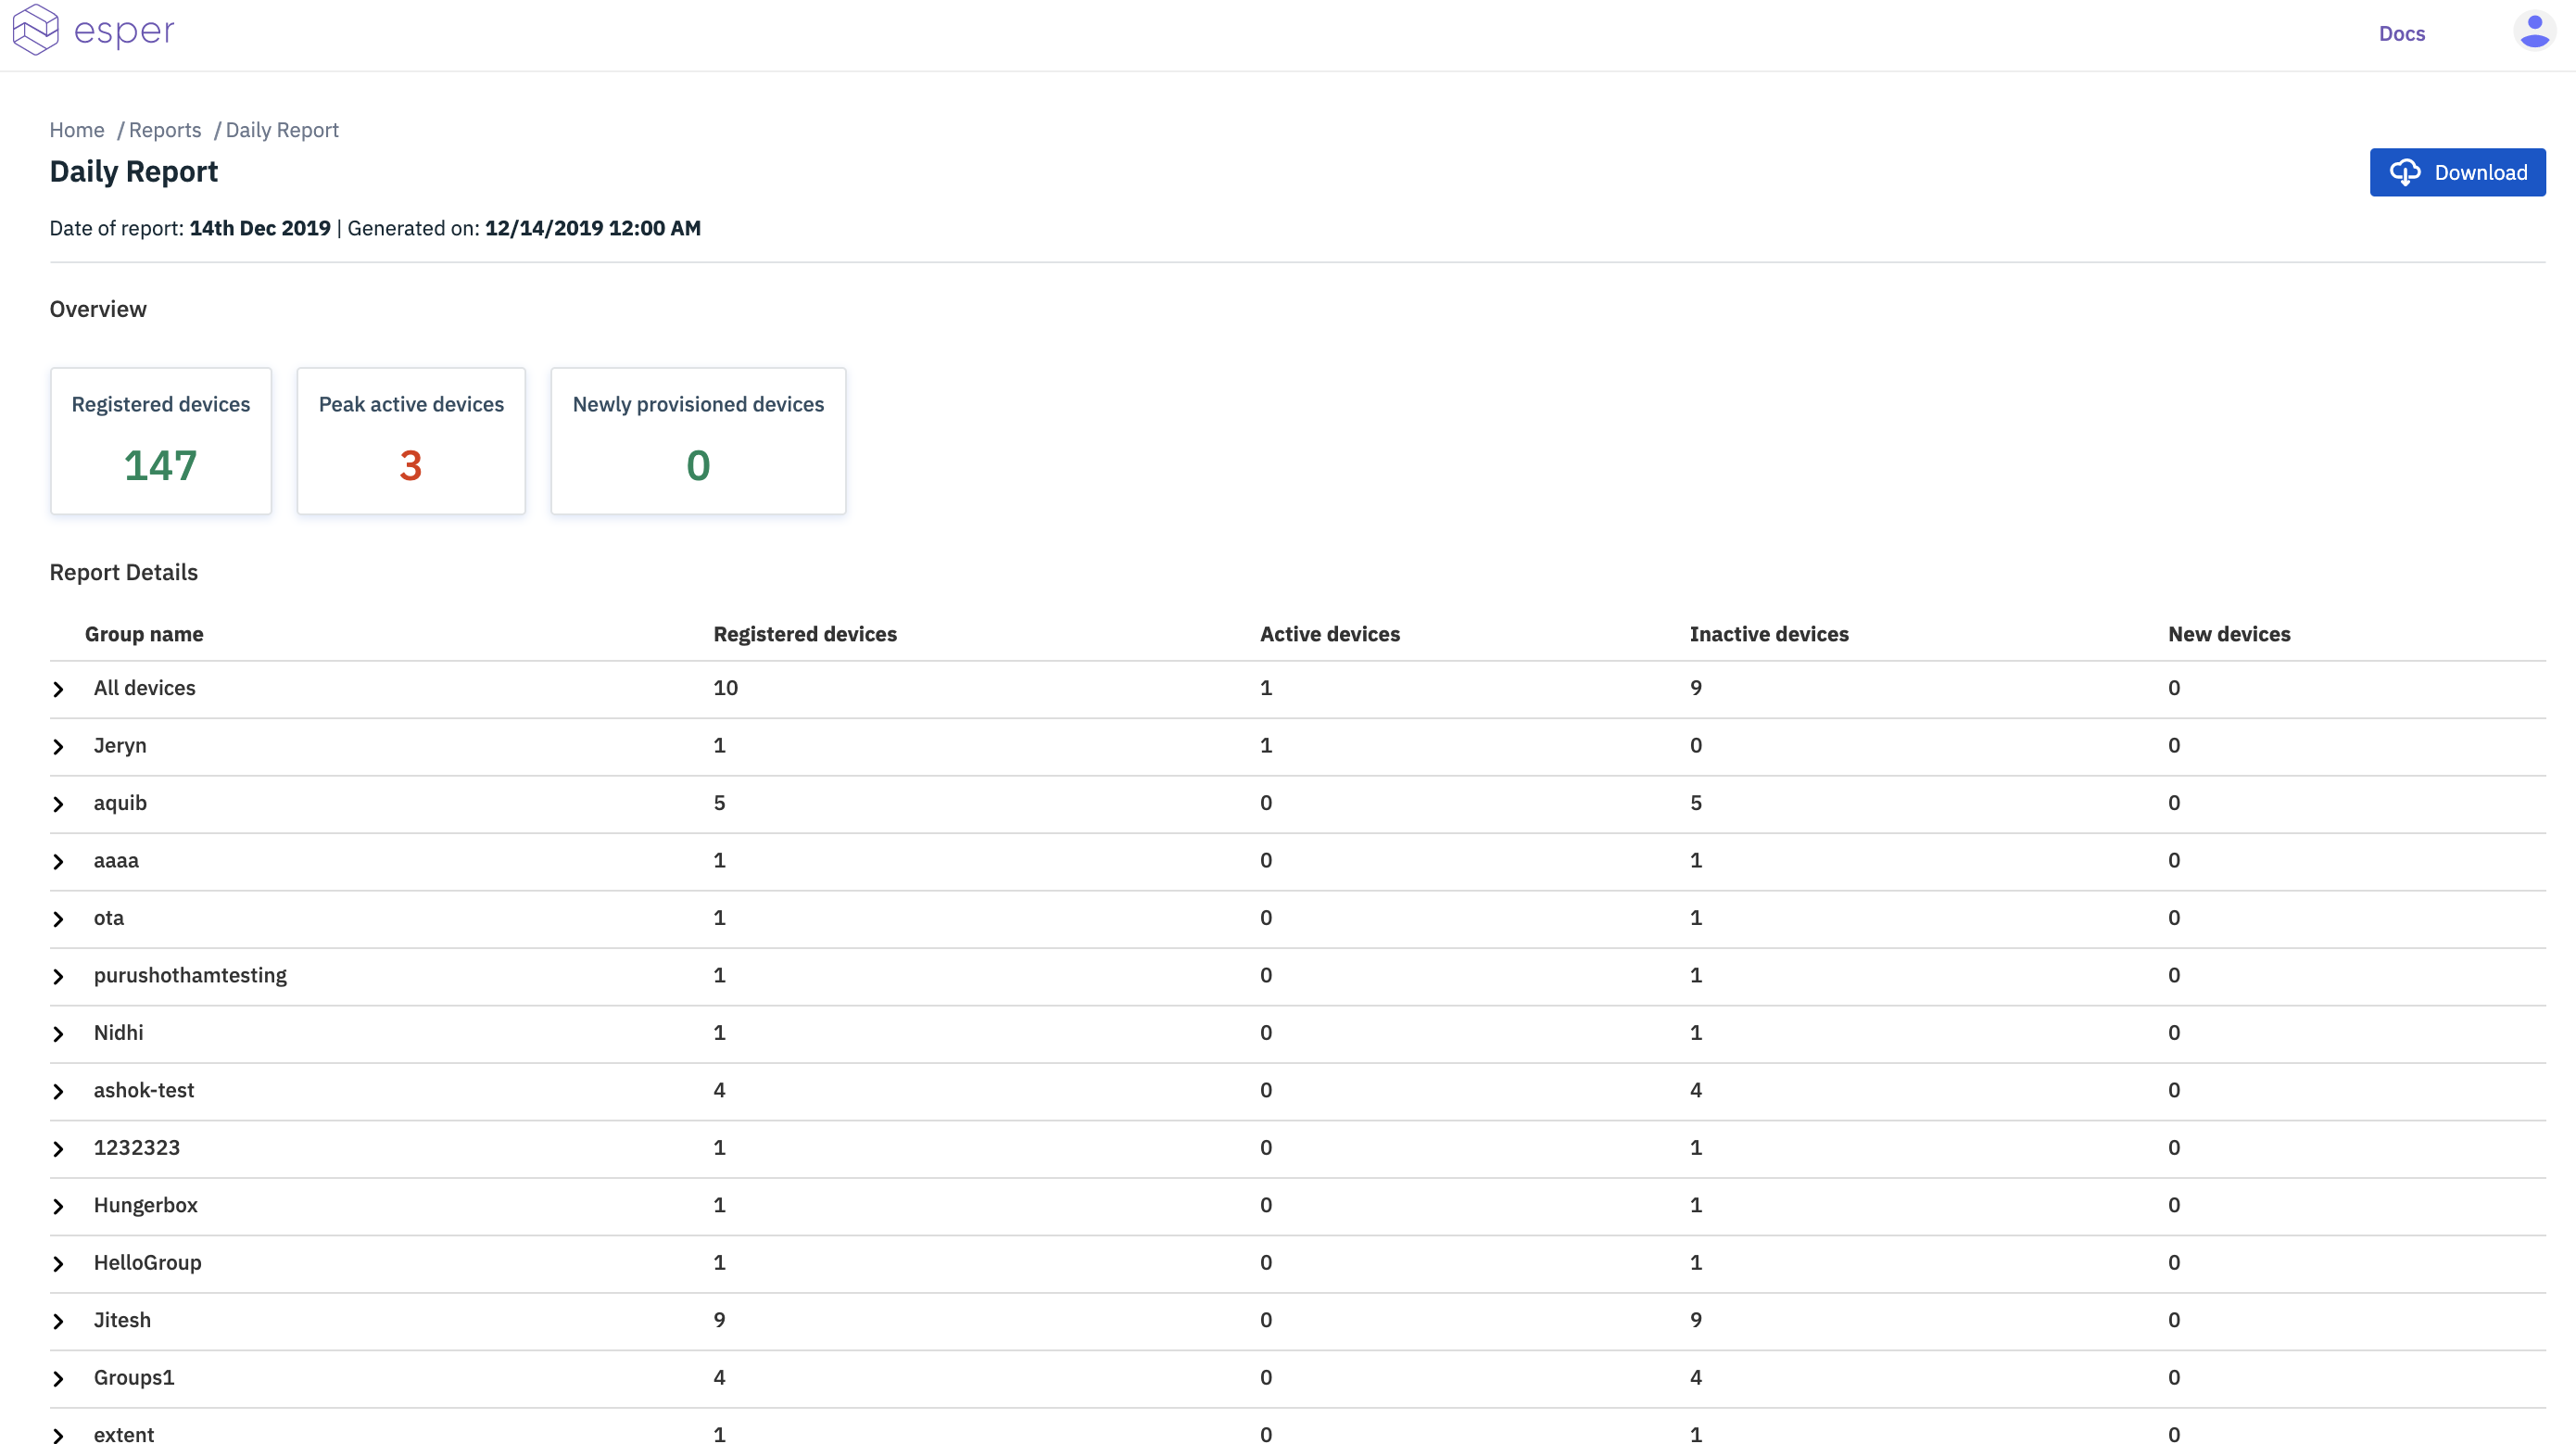 esper
Docs
Home / Reports / Daily Report
Daily Report
Download
Date of report: 14th Dec 2019 | Generated on: 12/14/2019 12:00 AM
Overview
Registered devices Peak active devices Newly provisioned devices
147 3 0
Report Details
Group name Registered devices Active devices Inactive devices New devices
All devices 10 1 9 0
Jeryn 1 1 0 0
aquib 5 0 5 0
aaaa 1 0 1 0
ota 1 0 1 0
purushothamtesting 1 0 1 0
Nidhi 1 0 1 0
ashok-test 4 0 4 0
1232323 1 0 1 0
Hungerbox 1 0 1 0
HelloGroup 1 0 1 0
Jitesh 9 0 9 0
Groups1 4 0 4 0
extent 1 0 1 0